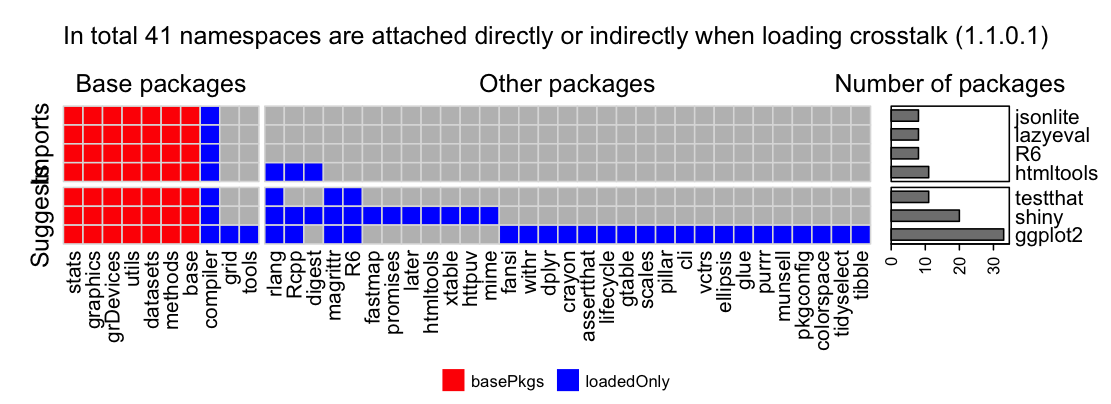 In total 41 namespaces are attached directly or indirectly when loading crosstalk (1.1.0.1)
Base packages
Other packages
Number of packages
Imports
Suggests
jsonlite
lazyeval
R6
htmltools
testthat
shiny
ggplot2
stats
graphics
grDevices
utils
datasets
methods
base
compiler
grid
tools
rlang
Rcpp
digest
magrittr
R6
fastmap
promises
later
htmltools
xtable
httpuv
mime
fansi
withr
dplyr
crayon
assertthat
lifecycle
gtable
scales
pillar
cli
vctrs
ellipsis
glue
purrr
munsell
pkgconfig
colorspace
tidyselect
tibble
0
10
20
30
basePkgs
loadedOnly